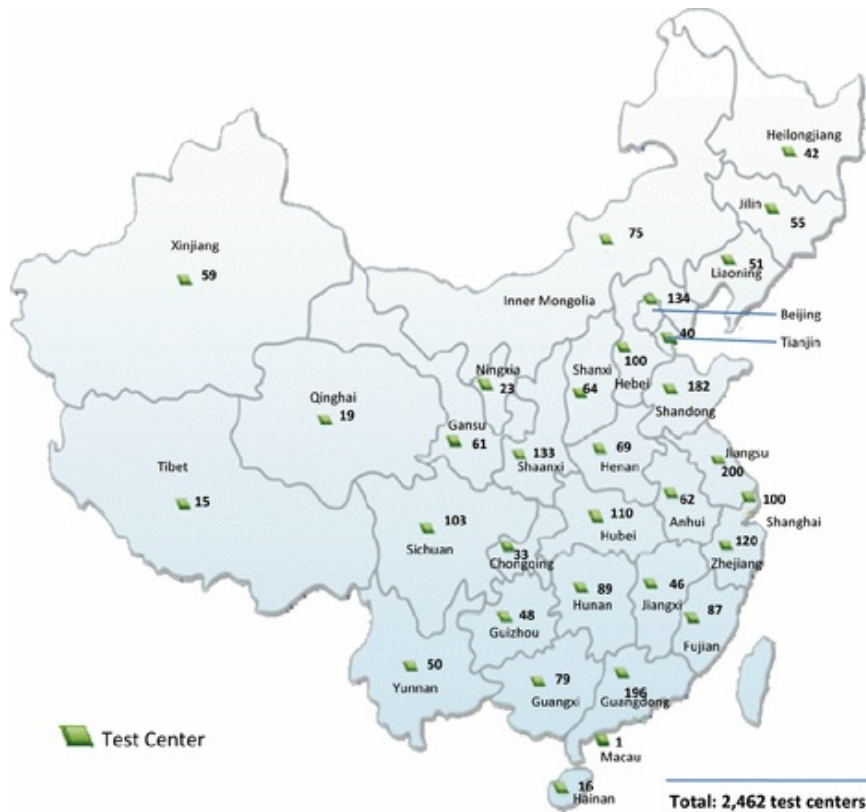 Heilongjiang
42
Jilin
55
Xinjiang
59
75
51
Liaoning
Inner Mongolia
134
Beijing
40
Tianjin
100
Hebei
Ningxia
23
Shanxi
64
182
Shandong
Qinghai
19
Gansu
61
133
Shaanxi
69
Henan
Jiangsu
200
Tibet
15
62
Anhui
100
Shanghai
103
Sichuan
110
Hubei
120
Zhejiang
33
Chongqing
89
Hunan
46
Jiangxi
87
Fujian
48
Guizhou
50
Yunnan
79
Guangxi
196
Guangdong
1
Macau
16
Hainan
Test Center
Total: 2,462 test centers